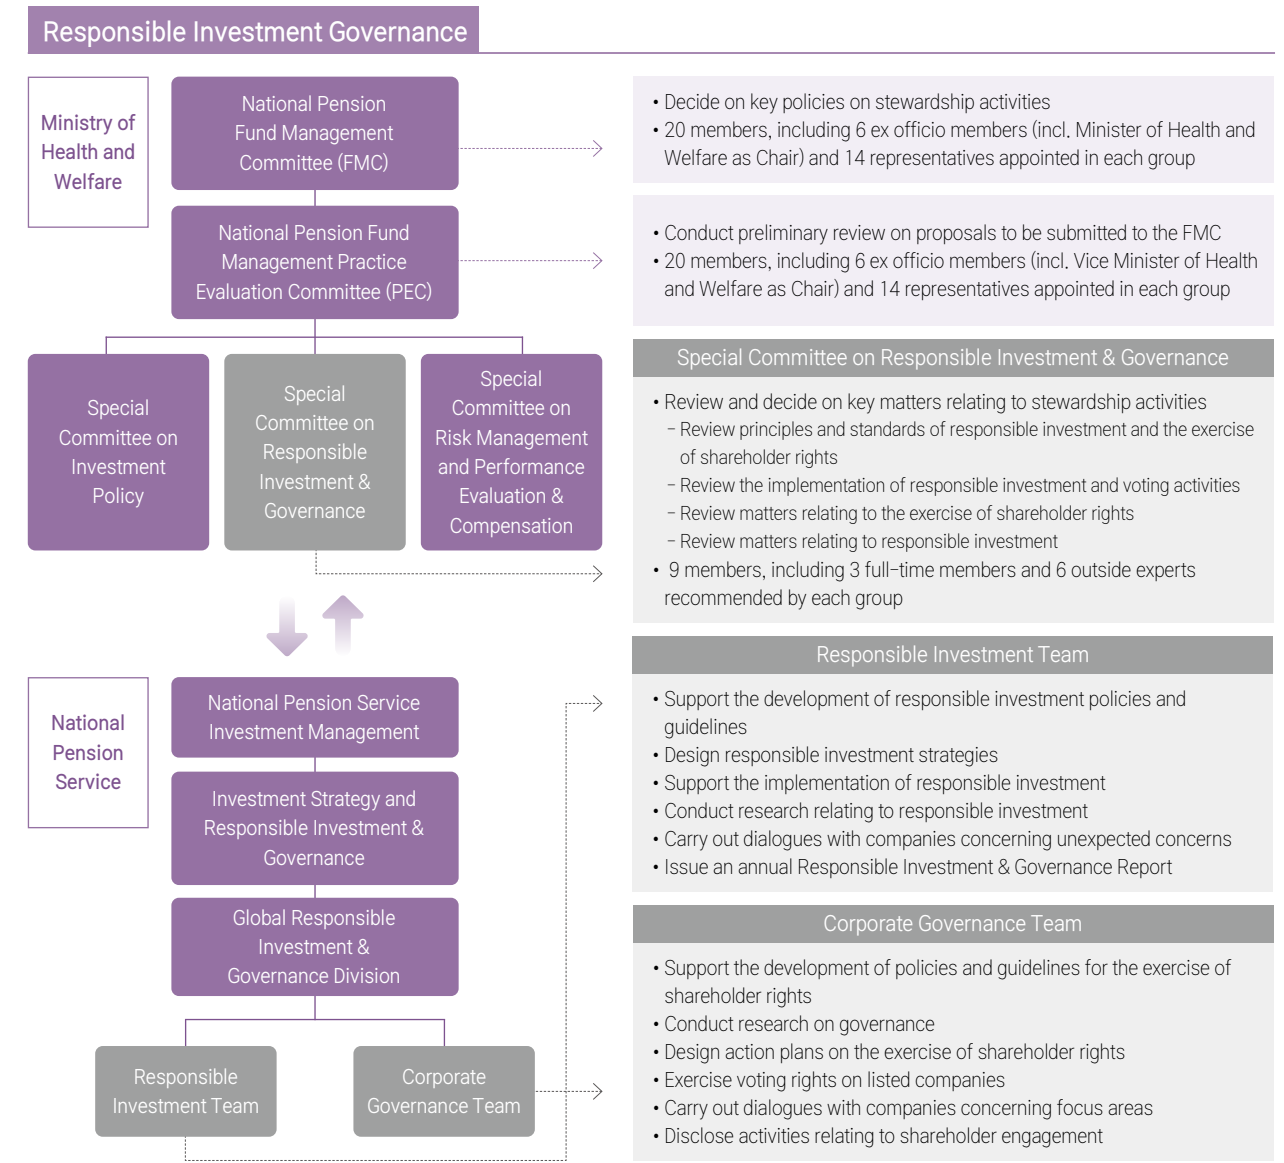 Responsible Investment Governance
Ministry of
Health and
Welfare
National Pension
Fund Management
Committee (FMC)
• Decide on key policies on stewardship activities
• 20 members, including 6 ex officio members (incl. Minister of Health and
Welfare as Chair) and 14 representatives appointed in each group
National Pension Fund
Management Practice
Evaluation Committee (PEC)
• Conduct preliminary review on proposals to be submitted to the FMC
• 20 members, including 6 ex officio members (incl. Vice Minister of Health
and Welfare as Chair) and 14 representatives appointed in each group
Special
Committee on
Investment
Policy
Special
Committee on
Responsible
Investment &
Governance
Special
Committee on
Risk Management
and Performance
Evaluation &
Compensation
Special Committee on Responsible Investment & Governance
• Review and decide on key matters relating to stewardship activities
- Review principles and standards of responsible investment and the exercise
of shareholder rights
- Review the implementation of responsible investment and voting activities
- Review matters relating to the exercise of shareholder rights
- Review matters relating to responsible investment
• 9 members, including 3 full-time members and 6 outside experts
recommended by each group
National
Pension
Service
National Pension Service
Investment Management
Investment Strategy and
Responsible Investment &
Governance
Global Responsible
Investment &
Governance Division
Responsible
Investment Team
Corporate
Governance Team
Responsible Investment Team
• Support the development of responsible investment policies and
guidelines
• Design responsible investment strategies
• Support the implementation of responsible investment
• Conduct research relating to responsible investment
• Carry out dialogues with companies concerning unexpected concerns
• Issue an annual Responsible Investment & Governance Report
Corporate Governance Team
• Support the development of policies and guidelines for the exercise of
shareholder rights
• Conduct research on governance
• Design action plans on the exercise of shareholder rights
• Exercise voting rights on listed companies
• Carry out dialogues with companies concerning focus areas
• Disclose activities relating to shareholder engagement